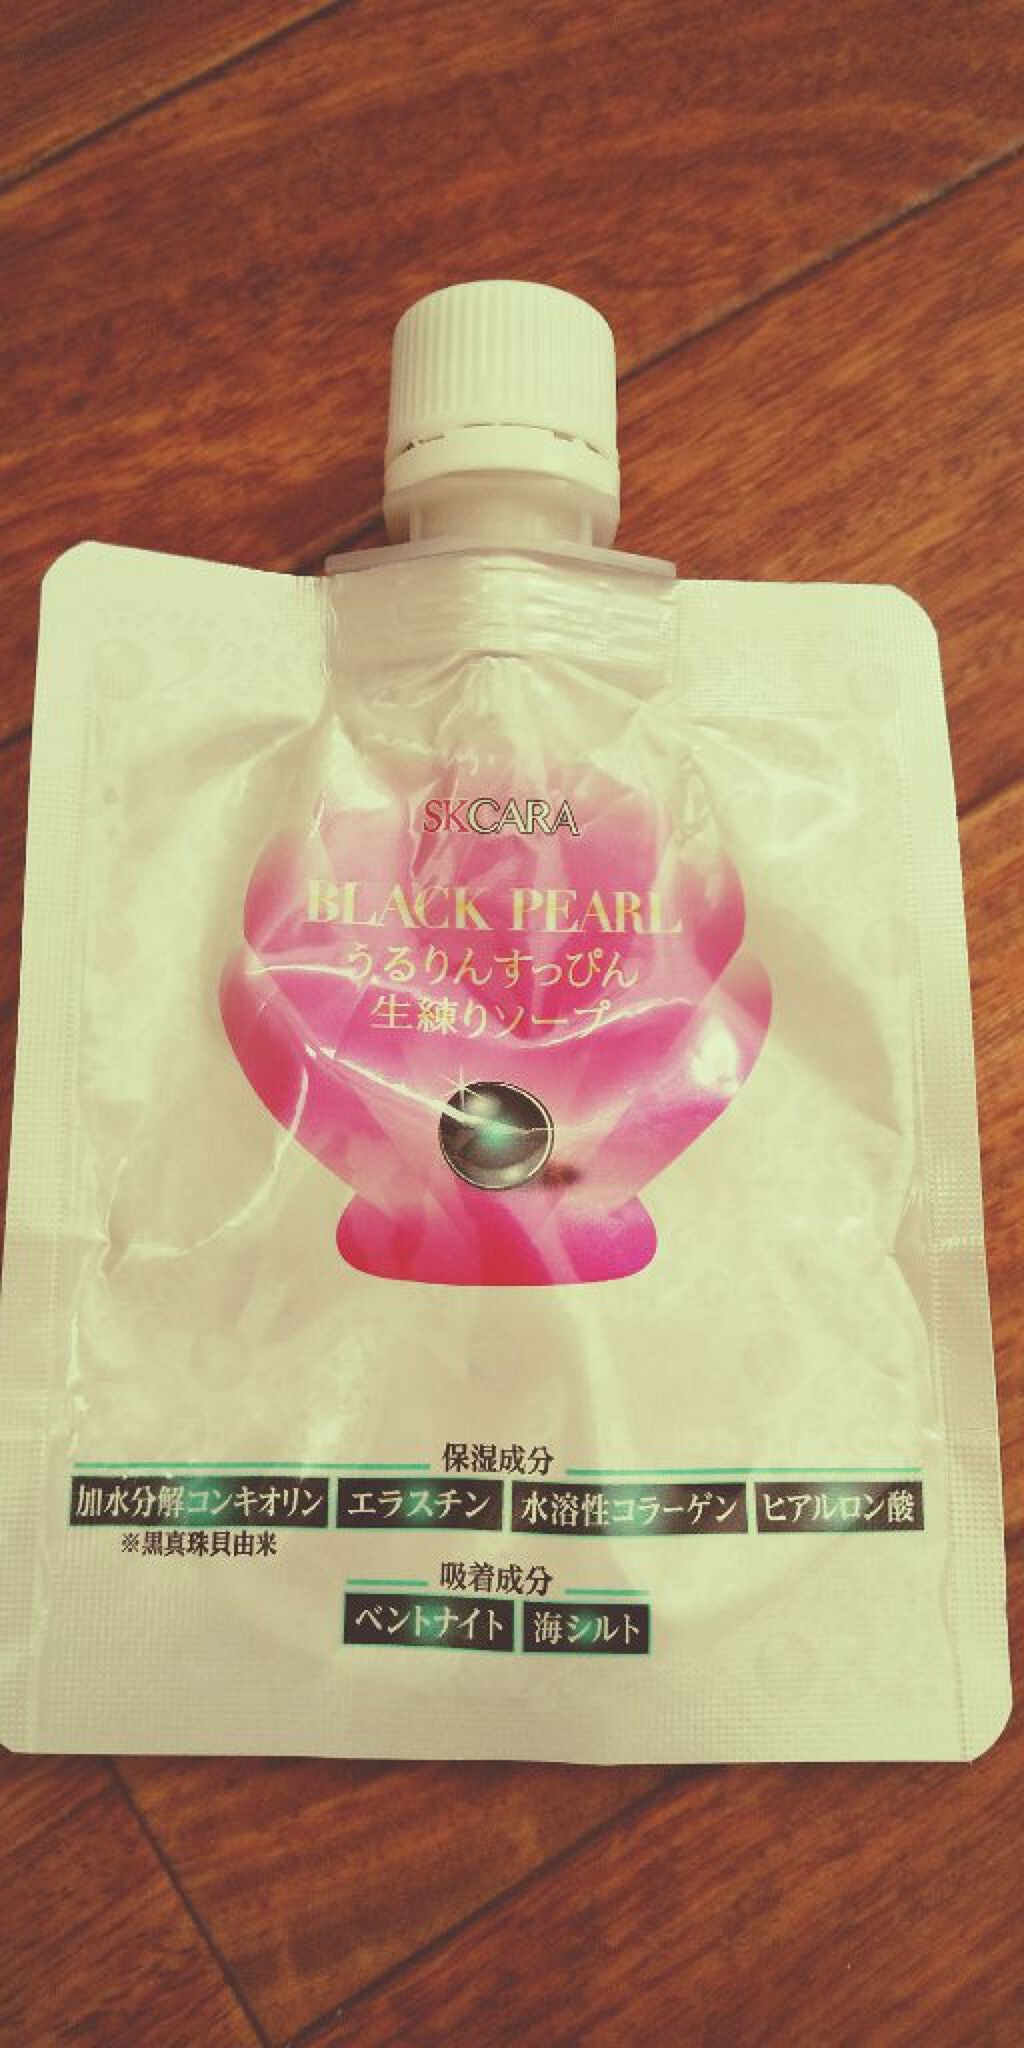 SKCARA
BLACK PEARL
うるりんすっぴん
生練りソープ
保湿成分
加水分解コンキオリン エラスチン 水溶性コラーゲン ヒアルロン酸
※黒真珠貝由来
吸着成分
ベントナイト 海シルト